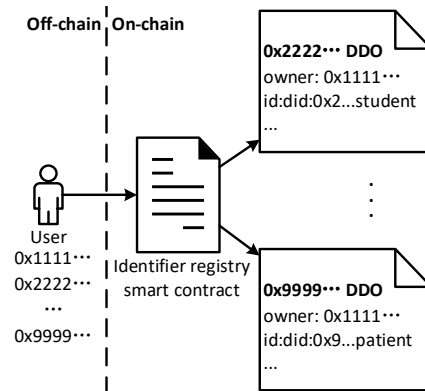 Off-chain On-chain
0x2222··· DDO
owner: 0x1111···
id:did:0x2...student
...
User
0x1111···
0x2222···
...
0x9999···
Identifier registry
smart contract
0x9999··· DDO
owner: 0x1111···
id:did:0x9...patient
...